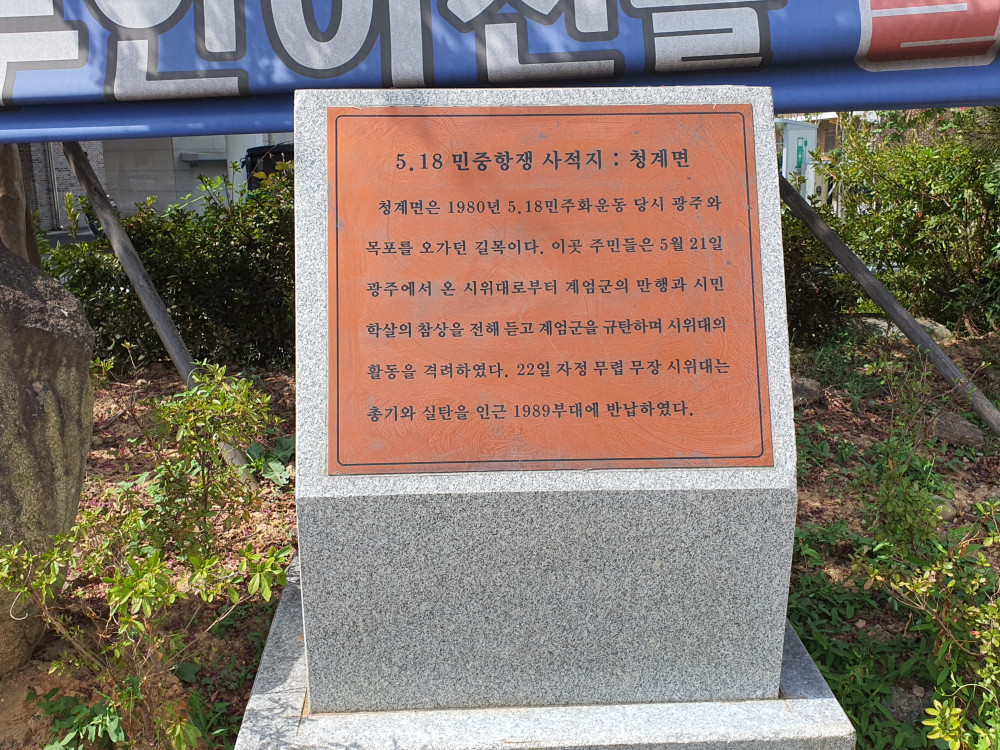 5.18 민중항쟁 사적지 : 청계면
청계면은 1980년 5.18민주화운동 당시 광주와
목포를 오가던 길목이다. 이곳 주민들은 5월 21일
광주에서 온 시위대로부터 계엄군의 만행과 시민
학살의 참상을 전해 듣고 계엄군을 규탄하며 시위대의
활동을 격려하였다. 22일 자정 무렵 무장 시위대는
총기와 실탄을 인근 1989부대에 반납하였다.